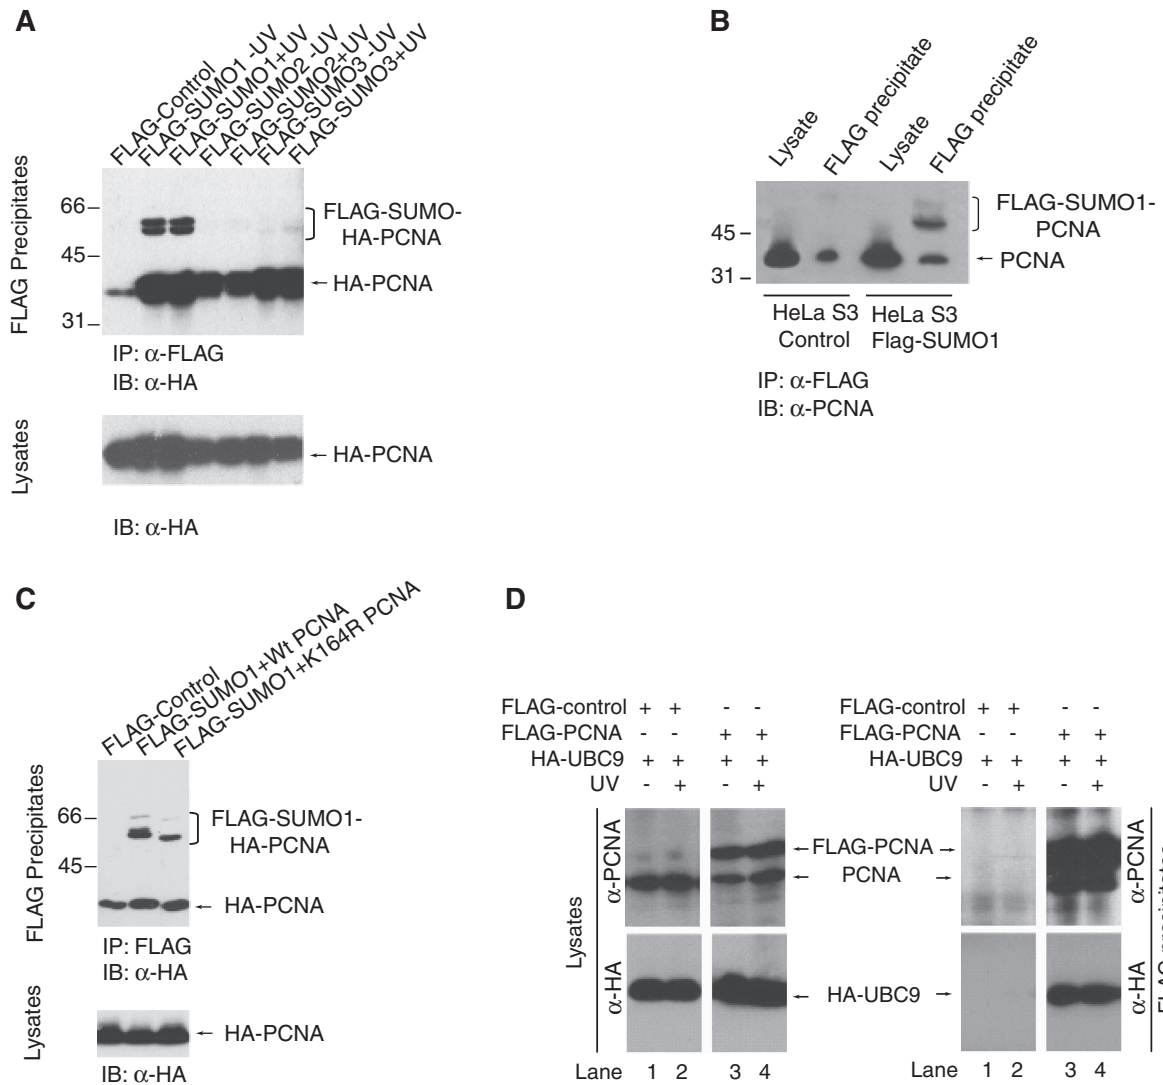 A
FLAG-Control
FLAG-SUMO1 -UV
FLAG-SUMO1+UV
FLAG-SUMO2 -UV
FLAG-SUMO2+UV
FLAG-SUMO3 -UV
FLAG-SUMO3+UV
FLAG Precipitates
66
45
31
FLAG-SUMO-
HA-PCNA
← HA-PCNA
IP: α-FLAG
IB: α-HA
Lysates
← HA-PCNA
IB: α-HA
B
Lysate
FLAG precipitate
Lysate
FLAG precipitate
45
31
FLAG-SUMO1-
PCNA
← PCNA
HeLa S3
Control
HeLa S3
Flag-SUMO1
IP: α-FLAG
IB: α-PCNA
C
FLAG-Control
FLAG-SUMO1+Wt PCNA
FLAG-SUMO1+K164R PCNA
FLAG Precipitates
66
45
FLAG-SUMO1-
HA-PCNA
← HA-PCNA
IP: FLAG
IB: α-HA
Lysates
← HA-PCNA
IB: α-HA
D
FLAG-control + + - -
FLAG-PCNA - - + +
HA-UBC9 + + + +
UV - + - +
Lysates
α-PCNA
α-HA
Lane 1 2 3 4
← FLAG-PCNA →
← PCNA →
← HA-UBC9 →
FLAG-control + + - -
FLAG-PCNA - - + +
HA-UBC9 + + + +
UV - + - +
α-PCNA
α-HA
Lane 1 2 3 4